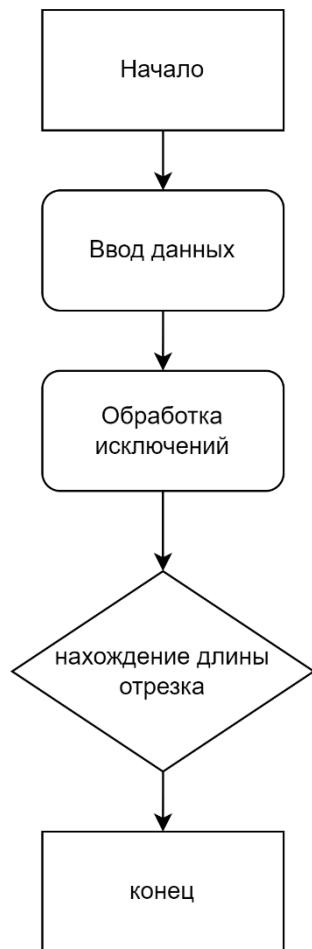 Начало
Ввод данных
Обработка
исключений
нахождение длины
отрезка
конец